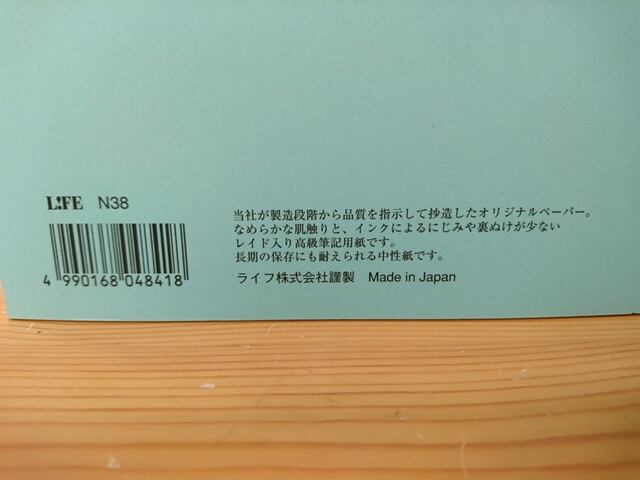 L!FE N38
4 990168 048418
当社が製造段階から品質を指示して抄造したオリジナルペーパー。
なめらかな肌触りと、インクによるにじみや裏ぬけが少ない
レイド入り高級筆記用紙です。
長期の保存にも耐えられる中性紙です。
ライフ株式会社謹製 Made in Japan